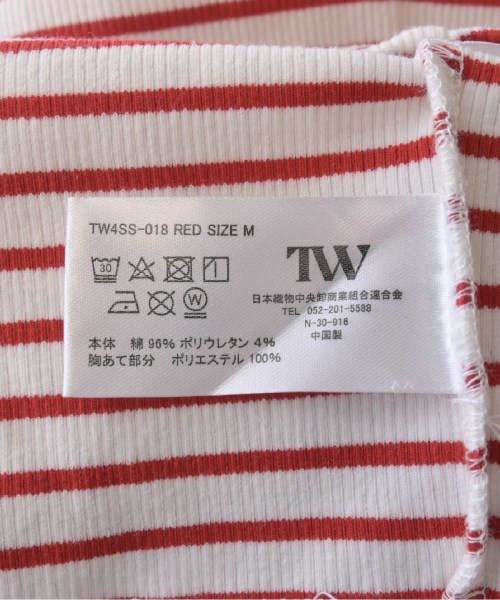 TW4SS-018 RED SIZE M
30
W
本体 綿 96% ポリウレタン 4%
胸あて部分 ポリエステル 100%
TW
日本織物中央卸商業組合連合会
TEL 052-201-5588
N-30-916
中国製